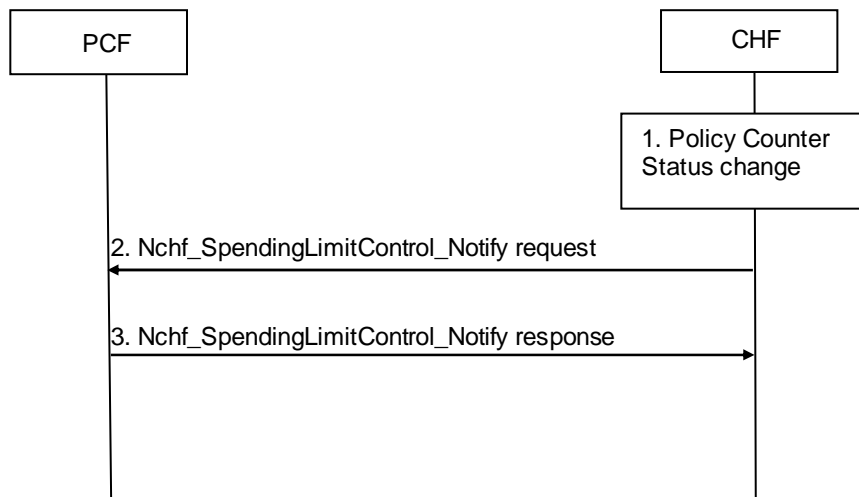 PCF
CHF
1. Policy Counter
Status change
2. Nchf_SpendingLimitControl_Notify request
3. Nchf_SpendingLimitControl_Notify response